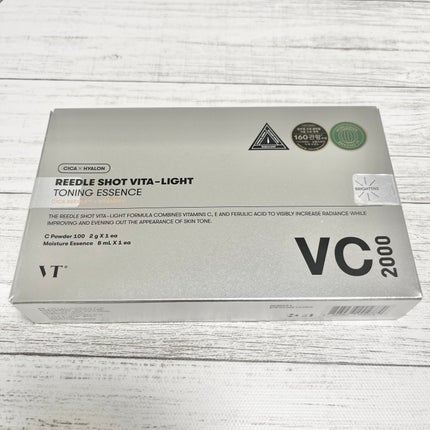 CICA × HYALON
REEDLE SHOT VITA-LIGHT
TONING ESSENCE
THE REEDLE SHOT VITA-LIGHT FORMULA COMBINES VITAMINS C, E AND FERULIC ACID TO VISIBLY INCREASE RADIANCE WHILE
IMPROVING AND EVENING OUT THE APPEARANCE OF SKIN TONE.
C Powder 100 2 g X 1 ea
Moisture Essence 8 mL X 1 ea
VT®
VC 2000
160
BRIGHTENS